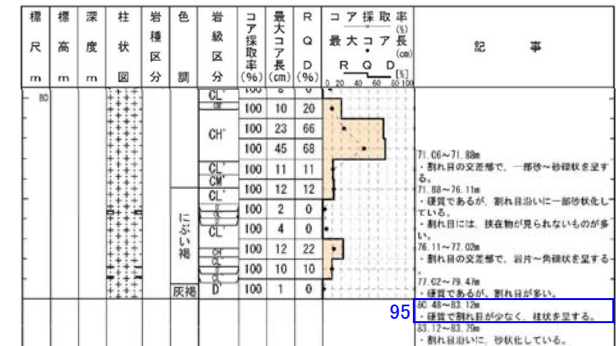 標尺 m
標高 m
深度 m
柱状図
岩種区分
色調
岩級区分
コア採取率(%)
最大コア長(cm)
RQD(%)
コア採取率(%)
最大コア長(cm)
RQD[%]
0 20 40 60 80 100
80
CL'
100 10 20
CH'
100 23 66
100 45 68
CL' 100 11 11
CM'
100 12 12
CL'
にぶい褐
100 2 0
CL' 100 4 0
100 12 22
100 10 10
灰褐 D' 100 1 0
記事
71.06~71.88m
・割れ目の交差部で、一部砂~砂礫状を呈する。
71.88~76.11m
・硬質であるが、割れ目沿いに一部砂状化している。
・割れ目には、挟在物が見られないものが多い。
76.11~77.02m
・割れ目の交差部で、岩片~角礫状を呈する。
77.02~79.47m
・硬質であるが、割れ目が多い。
95
80.48~83.12m
・硬質で割れ目が少なく、柱状を呈する。
83.12~83.79m
・割れ目沿いに、砂状化している。